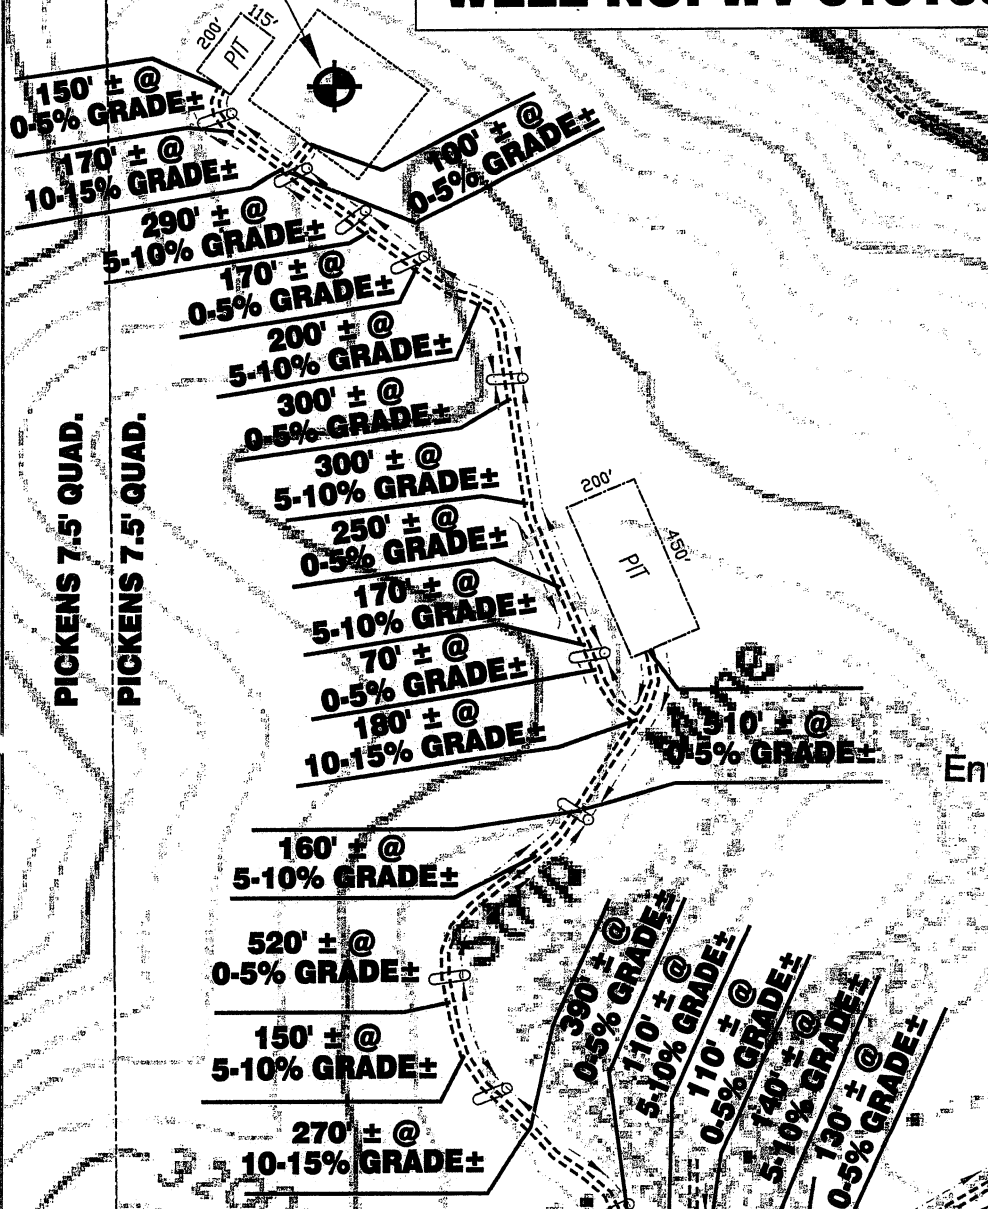 200'
115'
PIT
150' ± @
0-5% GRADE±
170' ± @
10-15% GRADE±
100' ± @
0-5% GRADE±
290' ± @
5-10% GRADE±
170' ± @
0-5% GRADE±
200' ± @
5-10% GRADE±
300' ± @
0-5% GRADE±
300' ± @
5-10% GRADE±
250' ± @
0-5% GRADE±
170' ± @
5-10% GRADE±
70' ± @
0-5% GRADE±
180' ± @
10-15% GRADE±
200'
450'
PIT
PICKENS 7.5' QUAD.
PICKENS 7.5' QUAD.
310' ± @
0-5% GRADE±
160' ± @
5-10% GRADE±
Strip
520' ± @
0-5% GRADE±
150' ± @
5-10% GRADE±
270' ± @
10-15% GRADE±
390' ± @
0-5% GRADE±
110' ± @
5-10% GRADE±
110' ± @
0-5% GRADE±
140' ± @
5-10% GRADE±
130' ± @
0-5% GRADE±